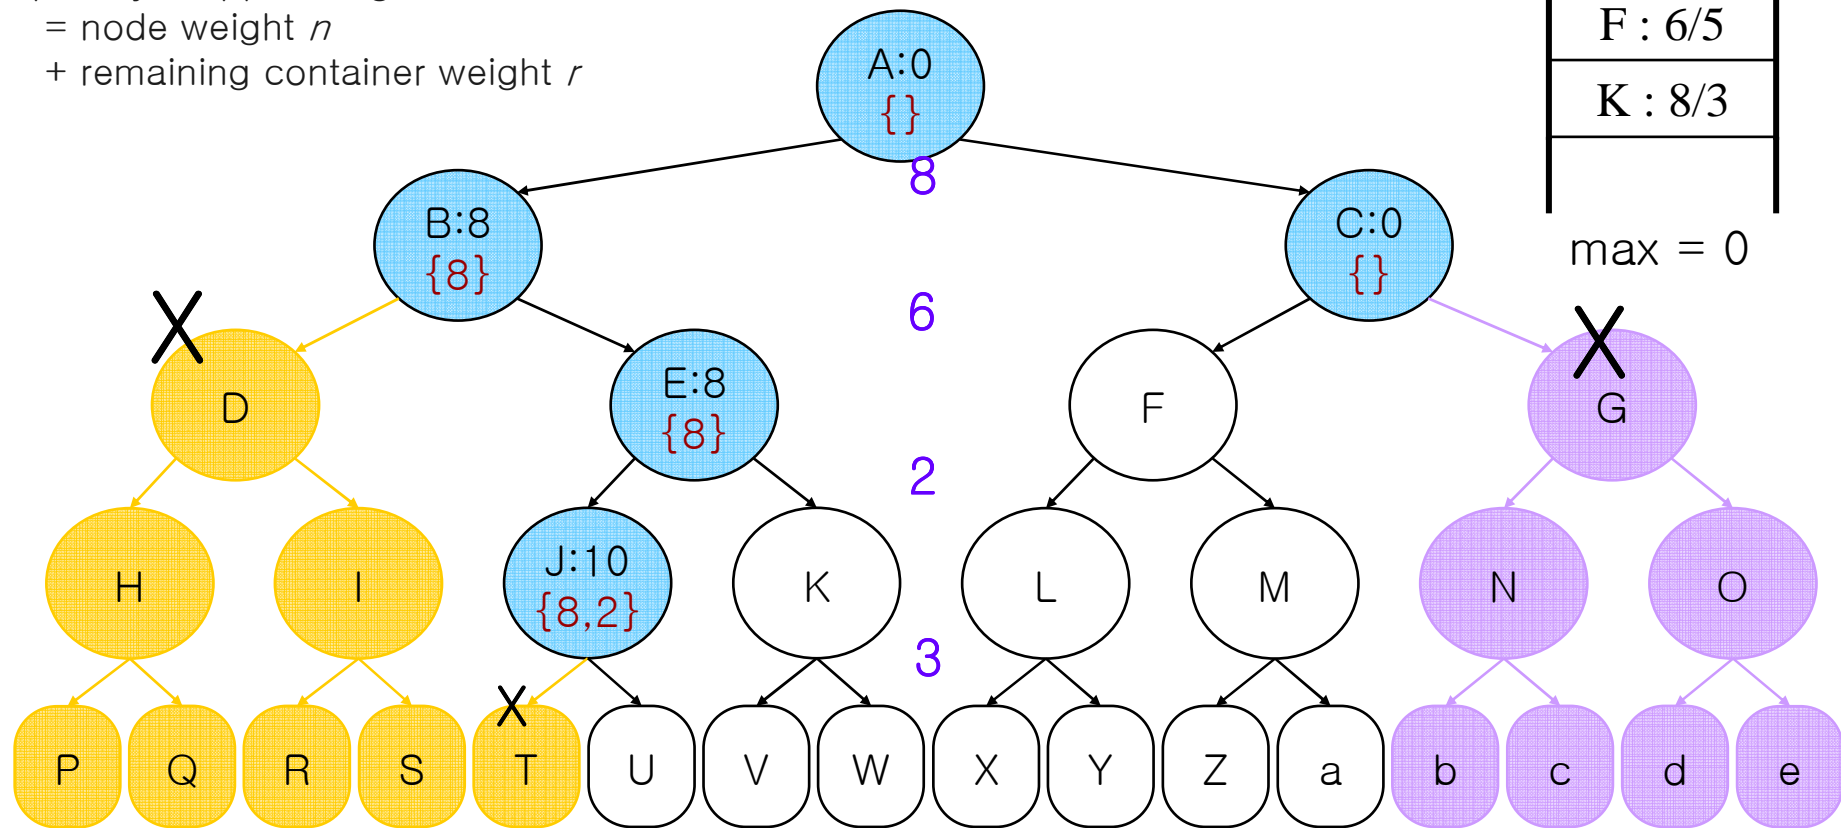 = node weight n
+ remaining container weight r
F : 6/5
K : 8/3
max = 0
A:0
{}
8
B:8
{8}
C:0
{}
6
X
X
D
E:8
{8}
F
G
2
H
I
J:10
{8,2}
K
L
M
N
O
3
X
P
Q
R
S
T
U
V
W
X
Y
Z
a
b
c
d
e